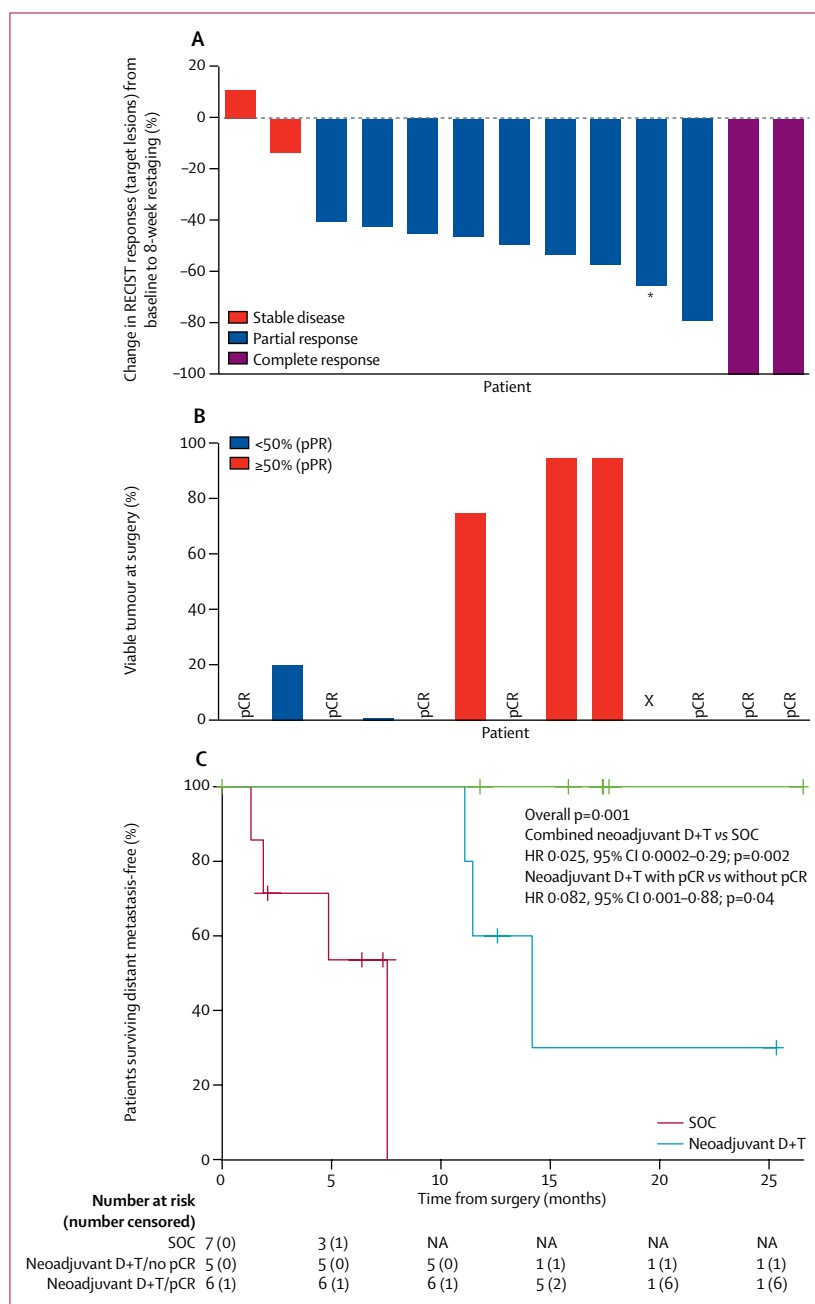 A
Change in RECIST responses (target lesions) from
baseline to 8-week restaging (%)
20
0
–20
–40
–60
–80
–100
*
Stable disease
Partial response
Complete response
Patient
B
Viable tumour at surgery (%)
100
80
60
40
20
0
<50% (pPR)
≥50% (pPR)
pCR
pCR
pCR
pCR
X
pCR
pCR
pCR
Patient
C
Patients surviving distant metastasis-free (%)
100
80
60
40
20
0
Overall p=0·001
Combined neoadjuvant D+T vs SOC
HR 0·025, 95% CI 0·0002–0·29; p=0·002
Neoadjuvant D+T with pCR vs without pCR
HR 0·082, 95% CI 0·001–0·88; p=0·04
SOC
Neoadjuvant D+T
0 5 10 15 20 25
Time from surgery (months)
Number at risk
(number censored)
SOC 7 (0) 3 (1) NA NA NA NA
Neoadjuvant D+T/no pCR 5 (0) 5 (0) 5 (0) 1 (1) 1 (1) 1 (1)
Neoadjuvant D+T/pCR 6 (1) 6 (1) 6 (1) 5 (2) 1 (6) 1 (6)